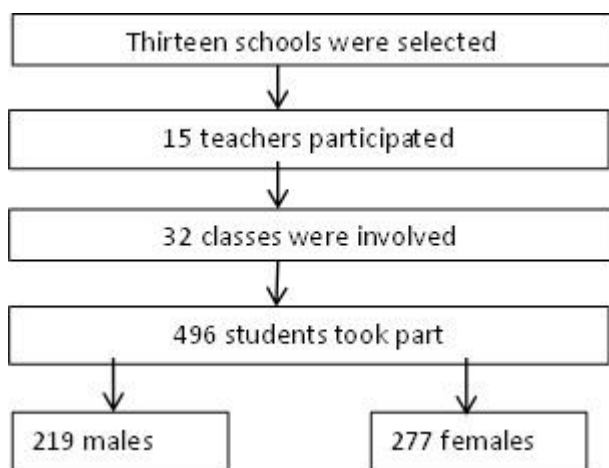 Thirteen schools were selected
15 teachers participated
32 classes were involved
496 students took part
219 males
277 females